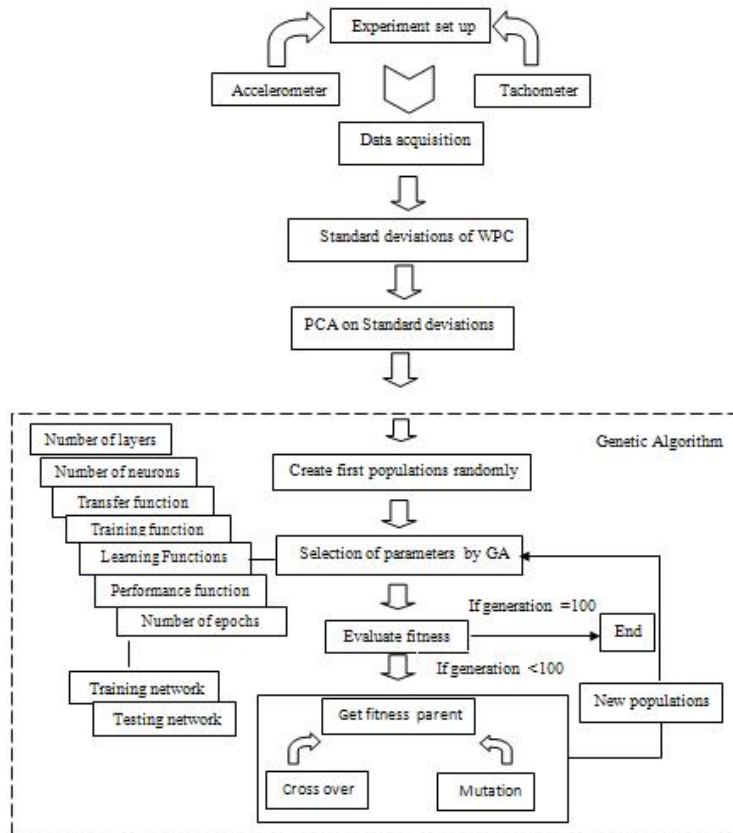 Experiment set up
Accelerometer
Tachometer
Data acquisition
Standard deviations of WPC
PCA on Standard deviations
Genetic Algorithm
Number of layers
Number of neurons
Transfer function
Training function
Learning Functions
Performance function
Number of epochs
Training network
Testing network
Create first populations randomly
Selection of parameters by GA
If generation =100
Evaluate fitness
End
If generation <100
New populations
Get fitness parent
Cross over
Mutation